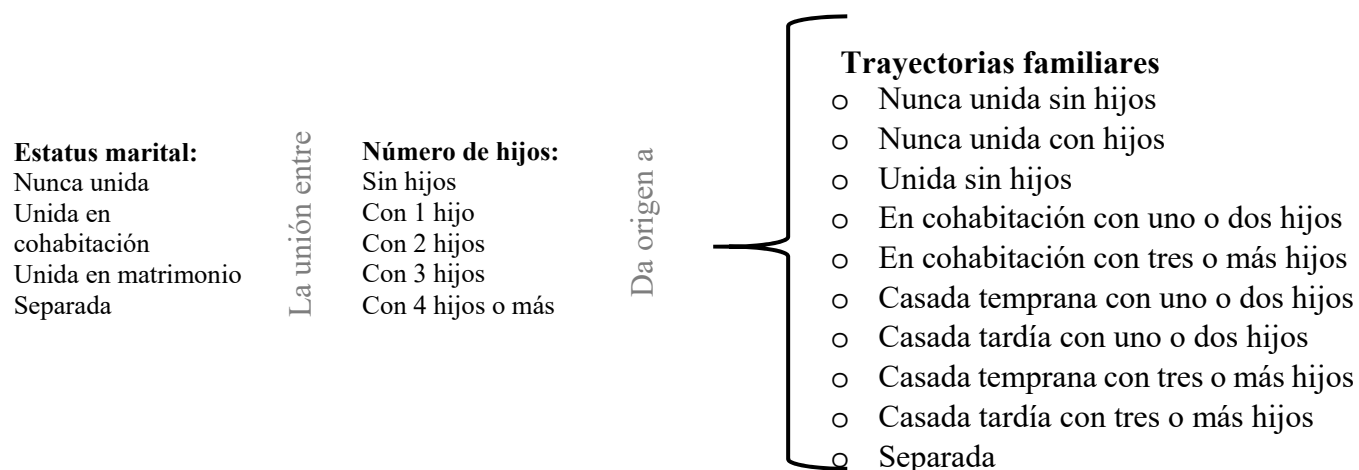 Estatus marital:
Nunca unida
Unida en
cohabitación
Unida en matrimonio
Separada
La unión entre
Número de hijos:
Sin hijos
Con 1 hijo
Con 2 hijos
Con 3 hijos
Con 4 hijos o más
Da origen a
Trayectorias familiares
o Nunca unida sin hijos
o Nunca unida con hijos
o Unida sin hijos
o En cohabitación con uno o dos hijos
o En cohabitación con tres o más hijos
o Casada temprana con uno o dos hijos
o Casada tardía con uno o dos hijos
o Casada temprana con tres o más hijos
o Casada tardía con tres o más hijos
o Separada